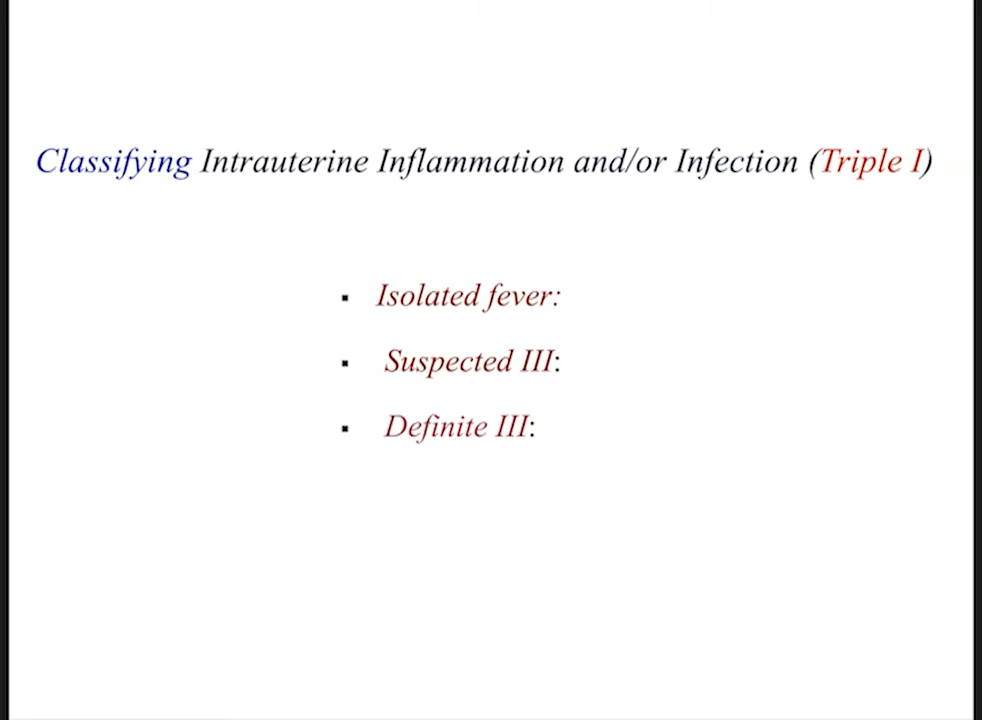 Classifying Intrauterine Inflammation and/or Infection (Triple I)
▪ Isolated fever:
▪ Suspected III:
▪ Definite III: